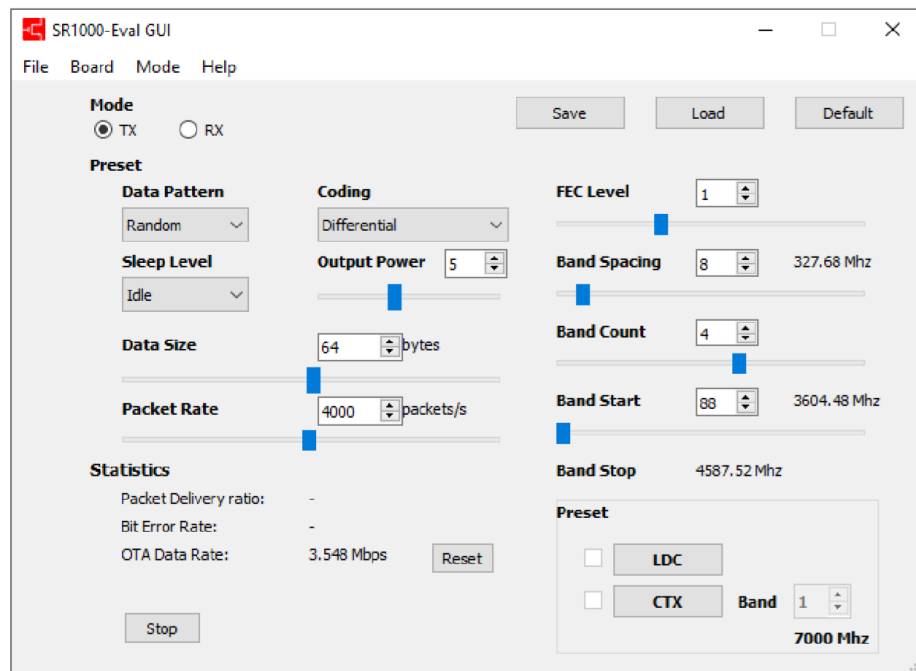 SR1000-Eval GUI
File Board Mode Help
Mode
TX RX
Save Load Default
Preset
Data Pattern Coding FEC Level 1
Random Differential
Sleep Level Output Power 5 Band Spacing 8 327.68 Mhz
Idle
Data Size 64 bytes Band Count 4
Packet Rate 4000 packets/s Band Start 88 3604.48 Mhz
Statistics Band Stop 4587.52 Mhz
Packet Delivery ratio: -
Bit Error Rate: -
OTA Data Rate: 3.548 Mbps Reset
Preset
LDC
CTX Band 1
7000 Mhz
Stop